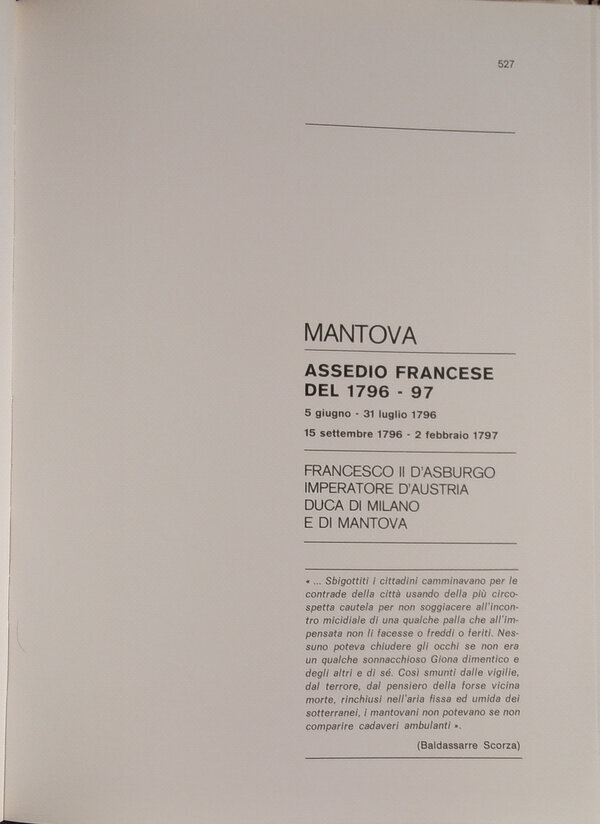 527
MANTOVA
ASSEDIO FRANCESE
DEL 1796 - 97
5 giugno - 31 luglio 1796
15 settembre 1796 - 2 febbraio 1797
FRANCESCO II D'ASBURGO
IMPERATORE D'AUSTRIA
DUCA DI MILANO
E DI MANTOVA
« ... Sbigottiti i cittadini camminavano per le
contrade della città usando della più circo-
spetta cautela per non soggiacere all'incon-
tro micidiale di una qualche palla che all'im-
pensata non li facesse o freddi o feriti. Nes-
suno poteva chiudere gli occhi se non era
un qualche sonnacchioso Giona dimentico e
degli altri e di sé. Così smunti dalle vigilie,
dal terrore, dal pensiero della forse vicina
morte, rinchiusi nell'aria fissa ed umida dei
sotterranei, i mantovani non potevano se non
comparire cadaveri ambulanti ».
(Baldassarre Scorza)